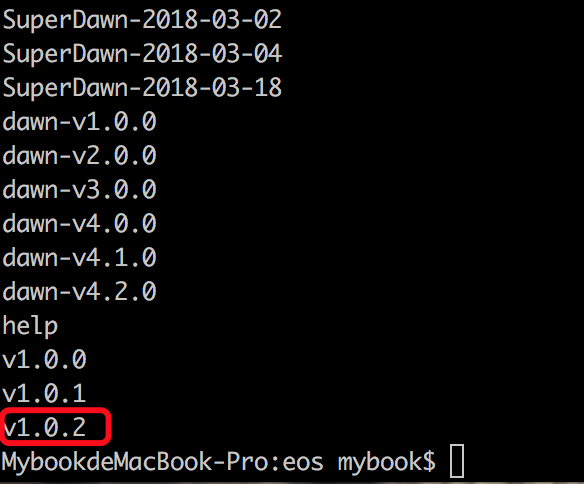 SuperDawn-2018-03-02
SuperDawn-2018-03-04
SuperDawn-2018-03-18
dawn-v1.0.0
dawn-v2.0.0
dawn-v3.0.0
dawn-v4.0.0
dawn-v4.1.0
dawn-v4.2.0
help
v1.0.0
v1.0.1
v1.0.2
MybookdeMacBook-Pro:eos mybook$